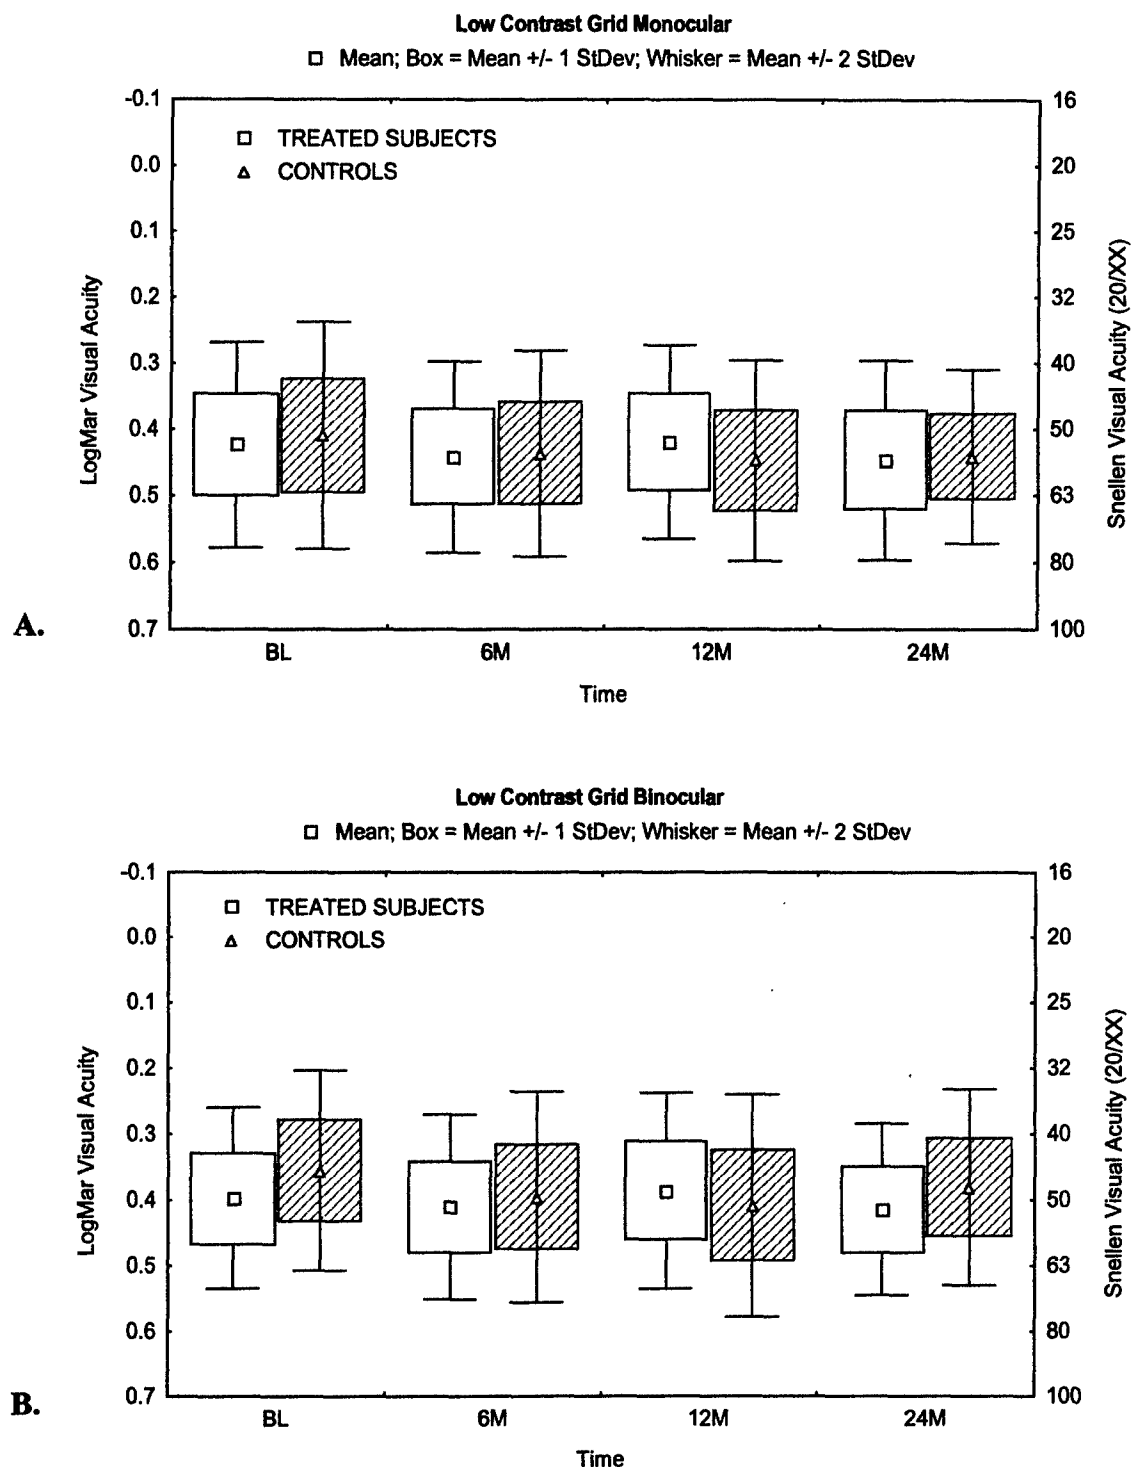 Low Contrast Grid Monocular
Mean; Box = Mean +/- 1 StDev; Whisker = Mean +/- 2 StDev
TREATED SUBJECTS
CONTROLS
LogMar Visual Acuity
-0.1
0.0
0.1
0.2
0.3
0.4
0.5
0.6
0.7
Snellen Visual Acuity (20/XX)
16
20
25
32
40
50
63
80
100
BL 6M 12M 24M
Time
A.
Low Contrast Grid Binocular
Mean; Box = Mean +/- 1 StDev; Whisker = Mean +/- 2 StDev
TREATED SUBJECTS
CONTROLS
LogMar Visual Acuity
-0.1
0.0
0.1
0.2
0.3
0.4
0.5
0.6
0.7
Snellen Visual Acuity (20/XX)
16
20
25
32
40
50
63
80
100
BL 6M 12M 24M
Time
B.